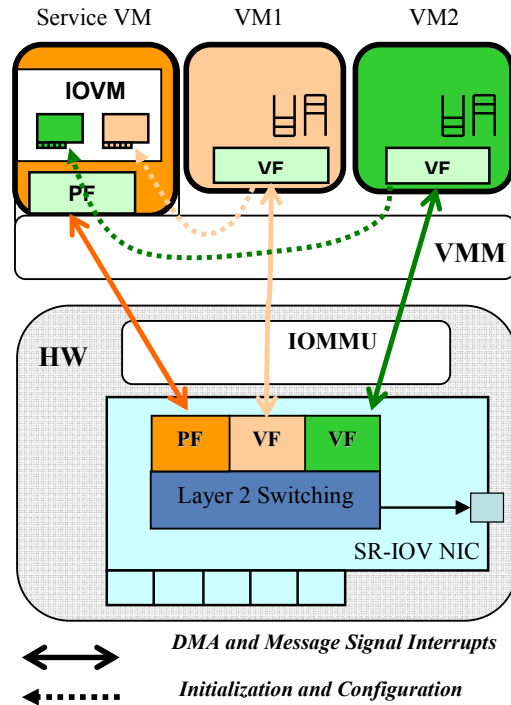 Service VM
VM1
VM2
IOVM
PF
VF
VF
VMM
HW
IOMMU
PF
VF
VF
Layer 2 Switching
SR-IOV NIC
DMA and Message Signal Interrupts
Initialization and Configuration